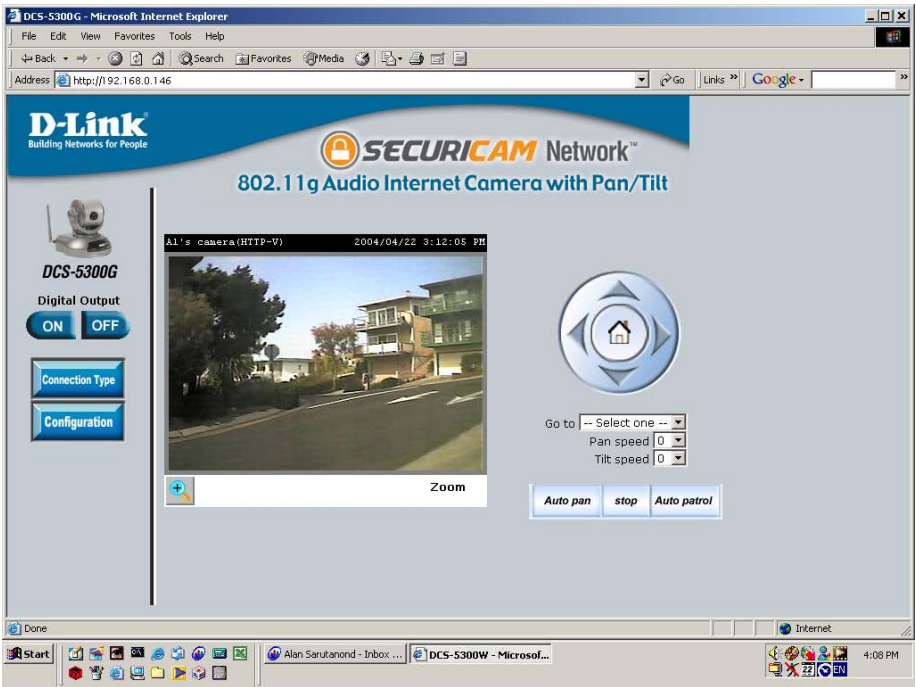 DCS-5300G - Microsoft Internet Explorer
File Edit View Favorites Tools Help
Back Search Favorites Media
Address http://192.168.0.146 Go Links » Google »
D-Link
Building Networks for People
SECURICAM Network™
802.11g Audio Internet Camera with Pan/Tilt
DCS-5300G
Digital Output
ON OFF
Connection Type
Configuration
Al's camera(HTTP-V) 2004/04/22 3:12:05 PM
Zoom
Go to -- Select one --
Pan speed 0
Tilt speed 0
Auto pan stop Auto patrol
Done Internet
Start Alan Sarutanond - Inbox ... DCS-5300W - Microsof... 4:08 PM
22 EN